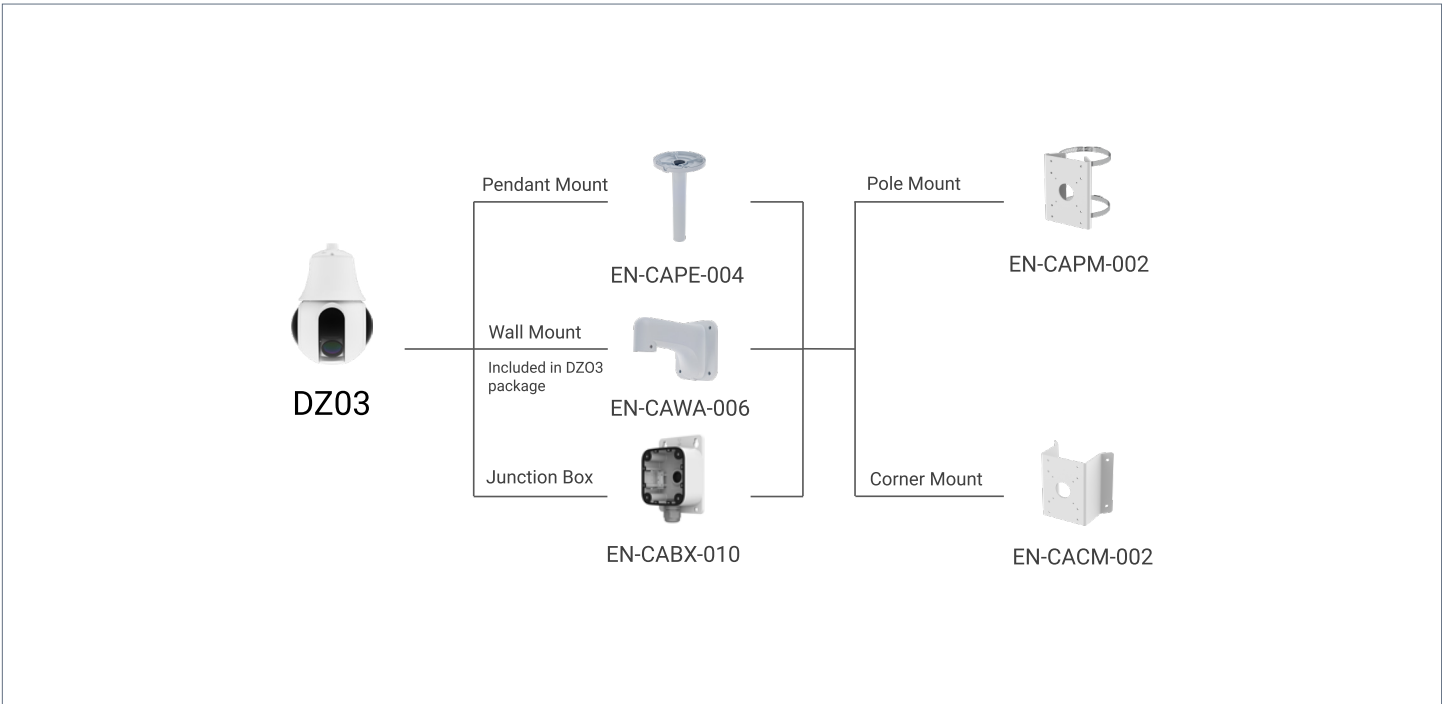 Pendant Mount
EN-CAPE-004
Wall Mount
Included in DZO3
package
EN-CAWA-006
Junction Box
EN-CABX-010
DZ03
Pole Mount
EN-CAPM-002
Corner Mount
EN-CACM-002